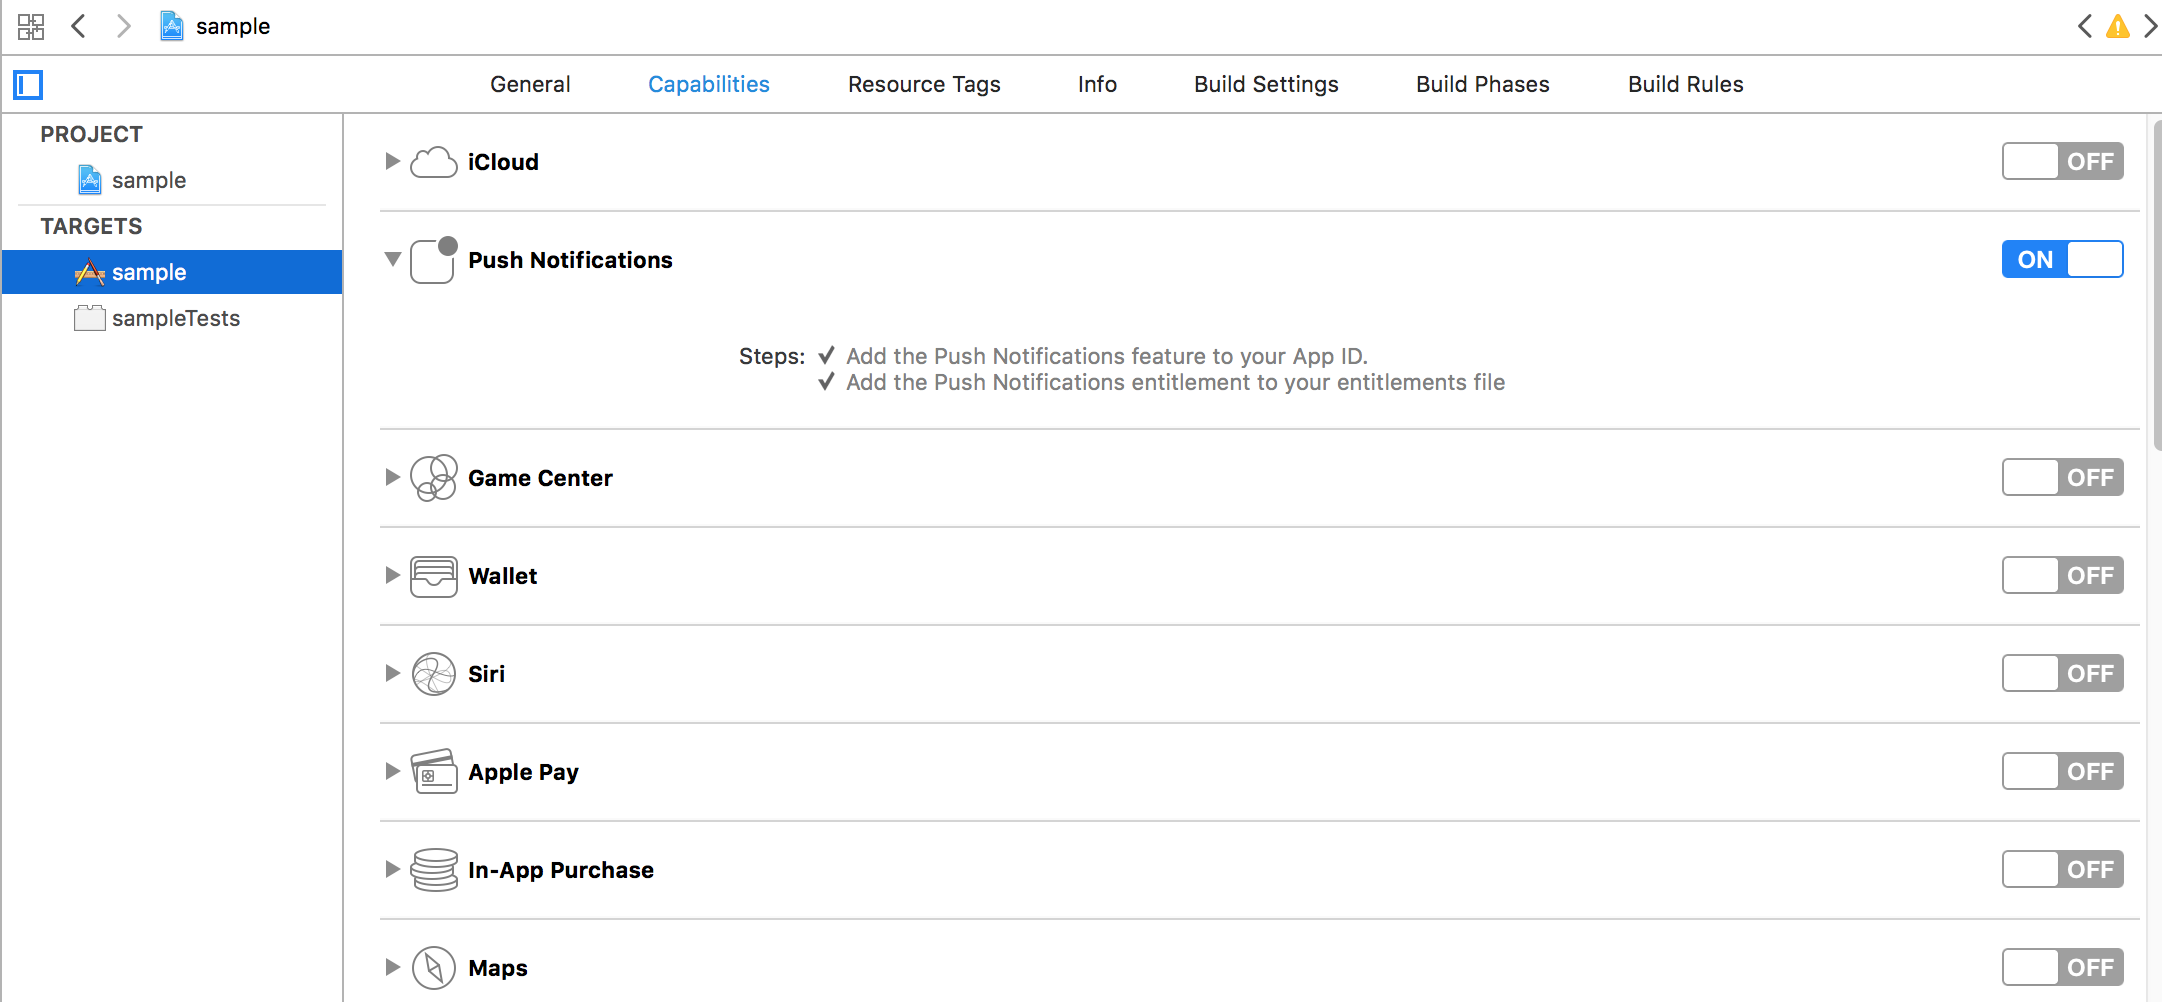 sample
General Capabilities Resource Tags Info Build Settings Build Phases Build Rules
PROJECT
sample
TARGETS
sample
sampleTests
iCloud OFF
Push Notifications ON
Steps: ✓ Add the Push Notifications feature to your App ID.
✓ Add the Push Notifications entitlement to your entitlements file
Game Center OFF
Wallet OFF
Siri OFF
Apple Pay OFF
In-App Purchase OFF
Maps OFF